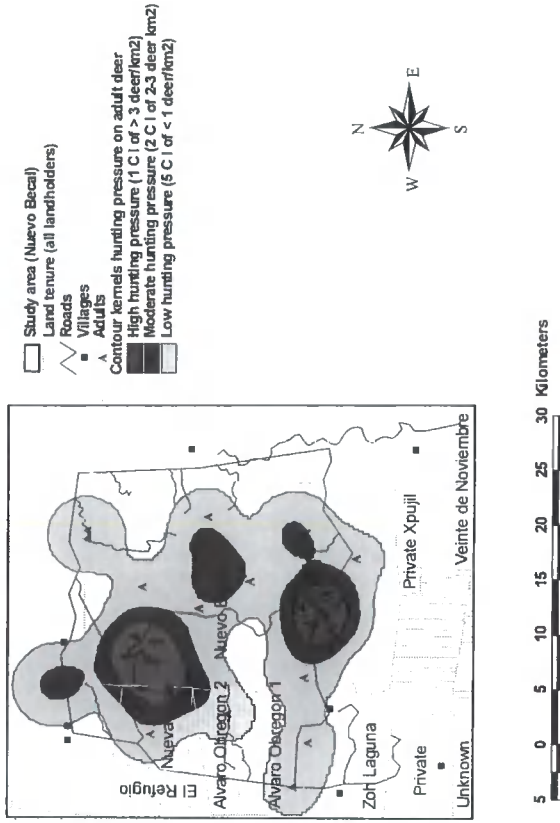 Study area (Nuevo Becal)
Land tenure (all landholders)
Roads
Villages
Adults
Contour kernels hunting pressure on adult deer
High hunting pressure (1 C I of > 3 deer/km2)
Moderate hunting pressure (2 C I of 2-3 deer km2)
Low hunting pressure (5 C I of < 1 deer/km2)
N
W E
S
El Refugio
Nueva
Nuevo
Alvaro Obregon 2
Alvaro Obregon 1
Zoh Laguna
Private Xpujil
Private
Unknown
Veinte de Noviembre
5 0 5 10 15 20 25 30 Kilometers